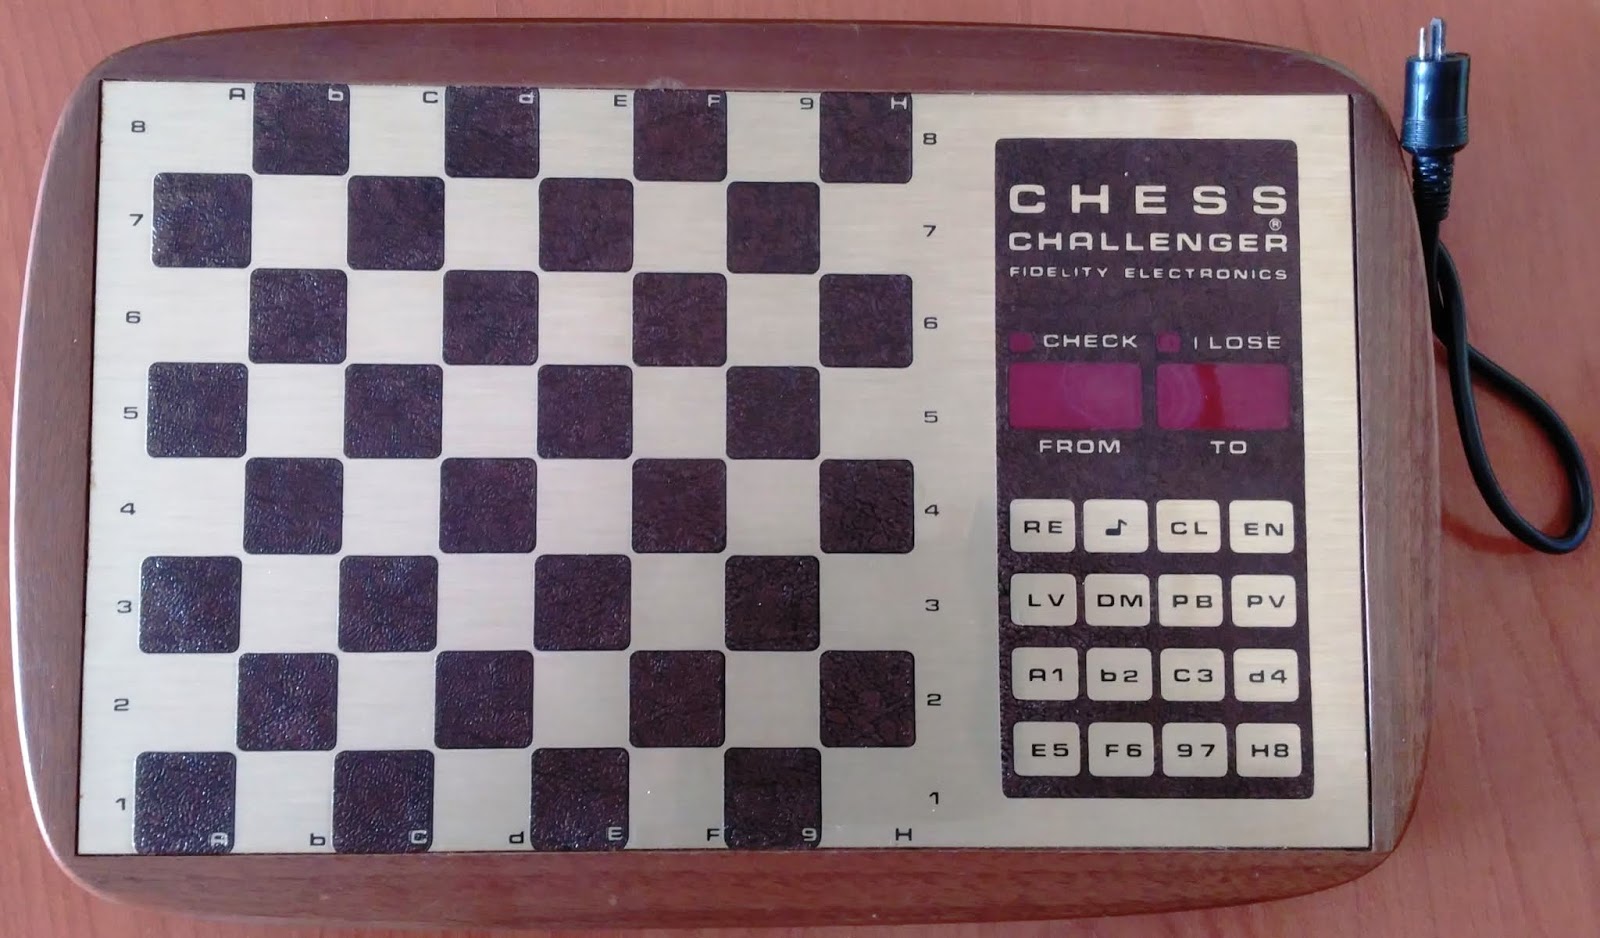 A b C d E F 9 H
8 8
7 7
6 6
5 5
4 4
3 3
2 2
1 1
A b C d E F 9 H
CHESS
®
CHALLENGER
FIDELITY ELECTRONICS
CHECK I LOSE
FROM TO
RE ♪ CL EN
LV DM PB PV
A1 b2 C3 d4
E5 F6 97 H8